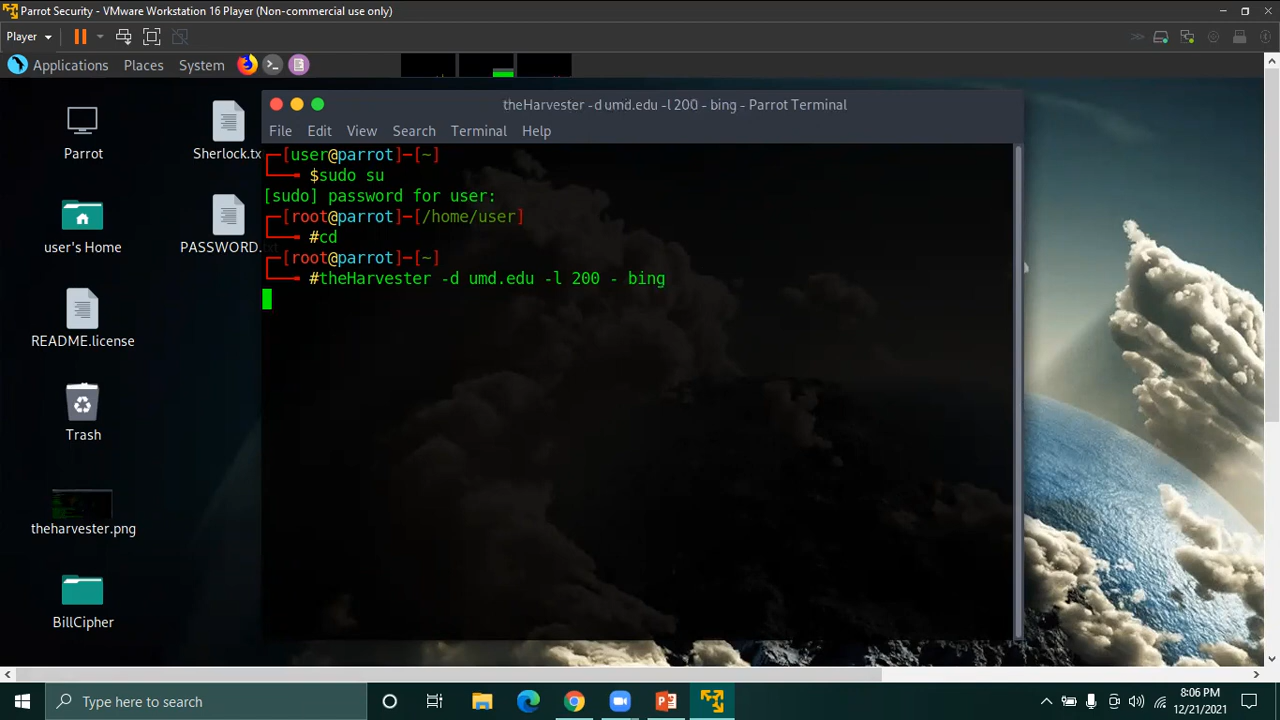 Parrot Security - VMware Workstation 16 Player (Non-commercial use only)
Player
Applications Places System
theHarvester -d umd.edu -l 200 - bing - Parrot Terminal
File Edit View Search Terminal Help
[user@parrot]─[~]
$sudo su
[sudo] password for user:
[root@parrot]─[/home/user]
#cd
[root@parrot]─[~]
#theHarvester -d umd.edu -l 200 - bing
Parrot
Sherlock.tx
user's Home
PASSWORD.
README.license
Trash
theharvester.png
BillCipher
Type here to search
8:06 PM
12/21/2021